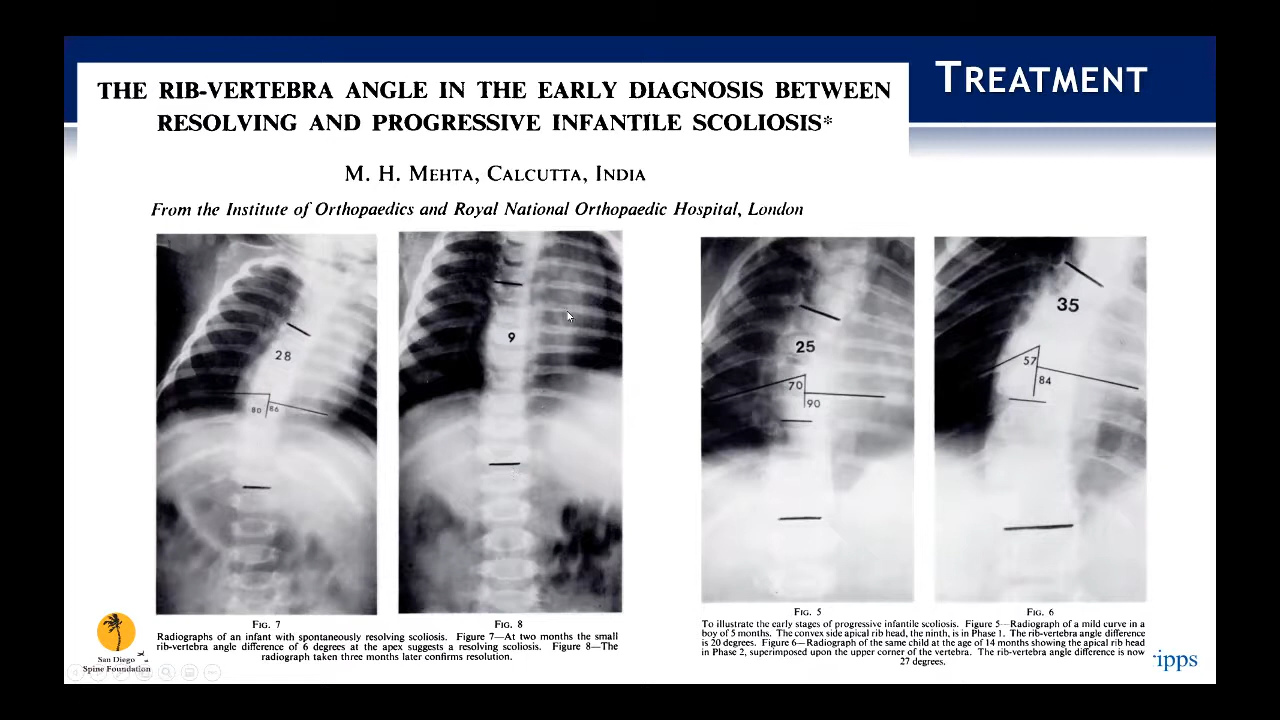 TREATMENT
THE RIB-VERTEBRA ANGLE IN THE EARLY DIAGNOSIS BETWEEN
RESOLVING AND PROGRESSIVE INFANTILE SCOLIOSIS*
M. H. MEHTA, CALCUTTA, INDIA
From the Institute of Orthopaedics and Royal National Orthopaedic Hospital, London
28
80 86
9
25
70
90
35
57
84
FIG. 7
FIG. 8
Radiographs of an infant with spontaneously resolving scoliosis. Figure 7—At two months the small
rib-vertebra angle difference of 6 degrees at the apex suggests a resolving scoliosis. Figure 8—The
radiograph taken three months later confirms resolution.
FIG. 5
FIG. 6
To illustrate the early stages of progressive infantile scoliosis. Figure 5—Radiograph of a mild curve in a
boy of 5 months. The convex side apical rib head, the ninth, is in Phase 1. The rib-vertebra angle difference
is 20 degrees. Figure 6—Radiograph of the same child at the age of 14 months showing the apical rib head
in Phase 2, superimposed upon the upper corner of the vertebra. The rib-vertebra angle difference is now
27 degrees.
San Diego
Spine Foundation
ripps